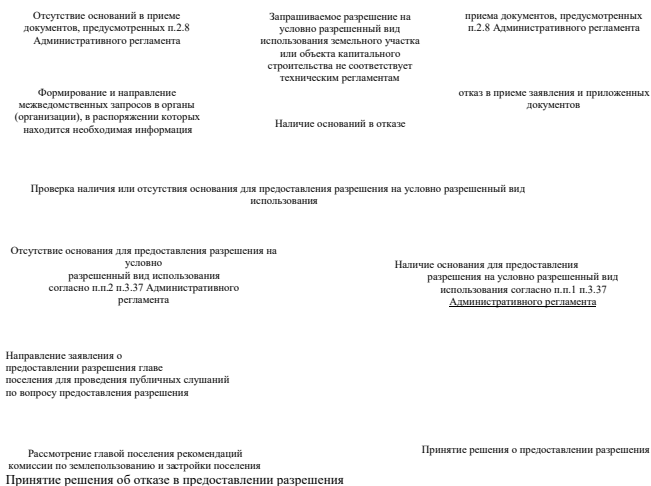 Отсутствие оснований в приеме
документов, предусмотренных п.2.8
Административного регламента
Запрашиваемое разрешение на
условно разрешенный вид
использования земельного участка
или объекта капитального
строительства не соответствует
техническим регламентам
приема документов, предусмотренных
п.2.8 Административного регламента
Формирование и направление
межведомственных запросов в органы
(организации), в распоряжении которых
находится необходимая информация
Наличие оснований в отказе
отказ в приеме заявления и приложенных
документов
Проверка наличия или отсутствия основания для предоставления разрешения на условно разрешенный вид
использования
Отсутствие основания для предоставления разрешения на
условно
разрешенный вид использования
согласно п.п.2 п.3.37 Административного
регламента
Наличие основания для предоставления
разрешения на условно разрешенный вид
использования согласно п.п.1 п.3.37
Административного регламента
Направление заявления о
предоставлении разрешения главе
поселения для проведения публичных слушаний
по вопросу предоставления разрешения
Рассмотрение главой поселения рекомендаций
комиссии по землепользованию и застройки поселения
Принятие решения о предоставлении разрешения
Принятие решения об отказе в предоставлении разрешения